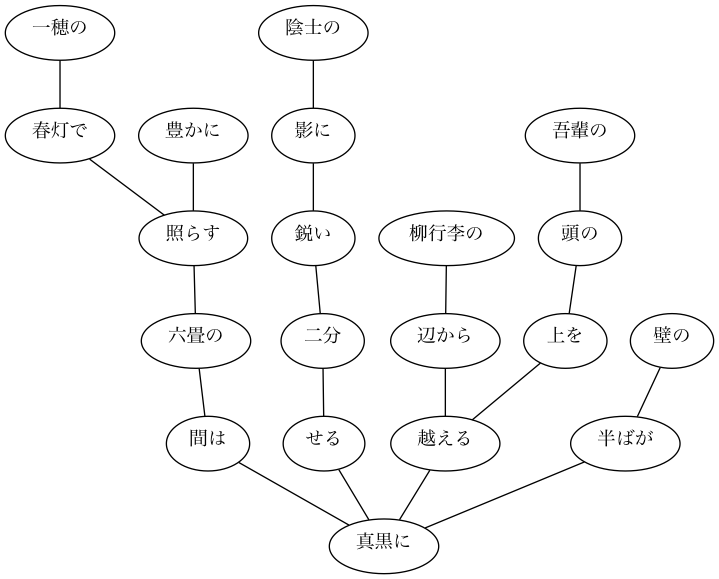 一穂の
陰士の
春灯で
豊かに
影に
吾輩の
照らす
鋭い
柳行李の
頭の
六畳の
二分
辺から
上を
壁の
間は
せる
越える
半ばが
真黒に